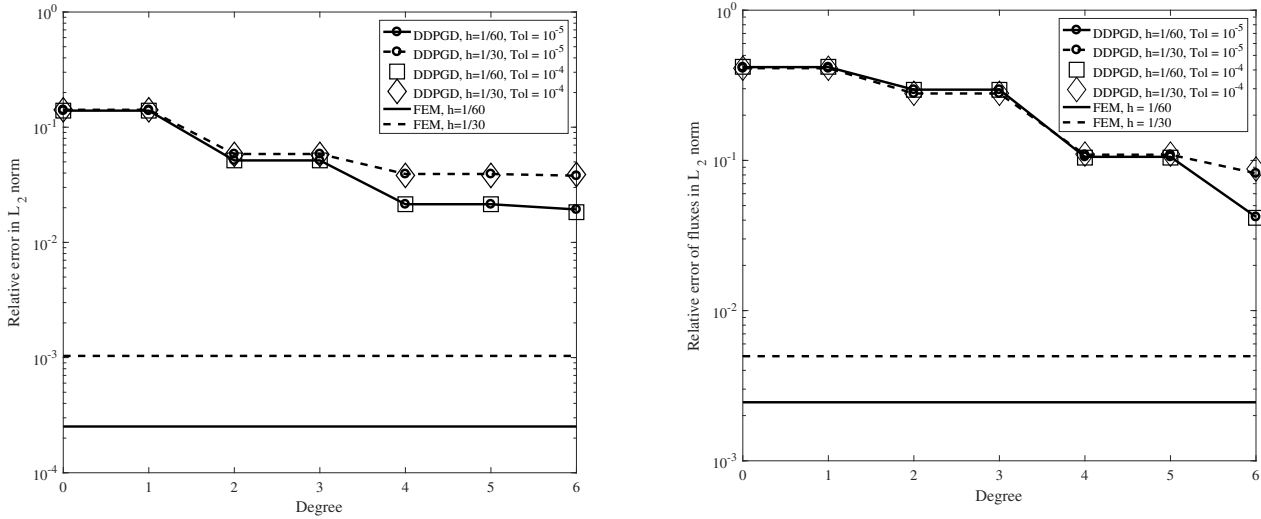 10^0
10^-1
10^-2
10^-3
10^-4
Relative error in L_2 norm
0 1 2 3 4 5 6
Degree
DDPGD, h=1/60, Tol = 10^-5
DDPGD, h=1/30, Tol = 10^-5
DDPGD, h=1/60, Tol = 10^-4
DDPGD, h=1/30, Tol = 10^-4
FEM, h=1/60
FEM, h=1/30
10^0
10^-1
10^-2
10^-3
Relative error of fluxes in L_2 norm
0 1 2 3 4 5 6
Degree
DDPGD, h=1/60, Tol = 10^-5
DDPGD, h=1/30, Tol = 10^-5
DDPGD, h=1/60, Tol = 10^-4
DDPGD, h=1/30, Tol = 10^-4
FEM, h = 1/60
FEM, h = 1/30